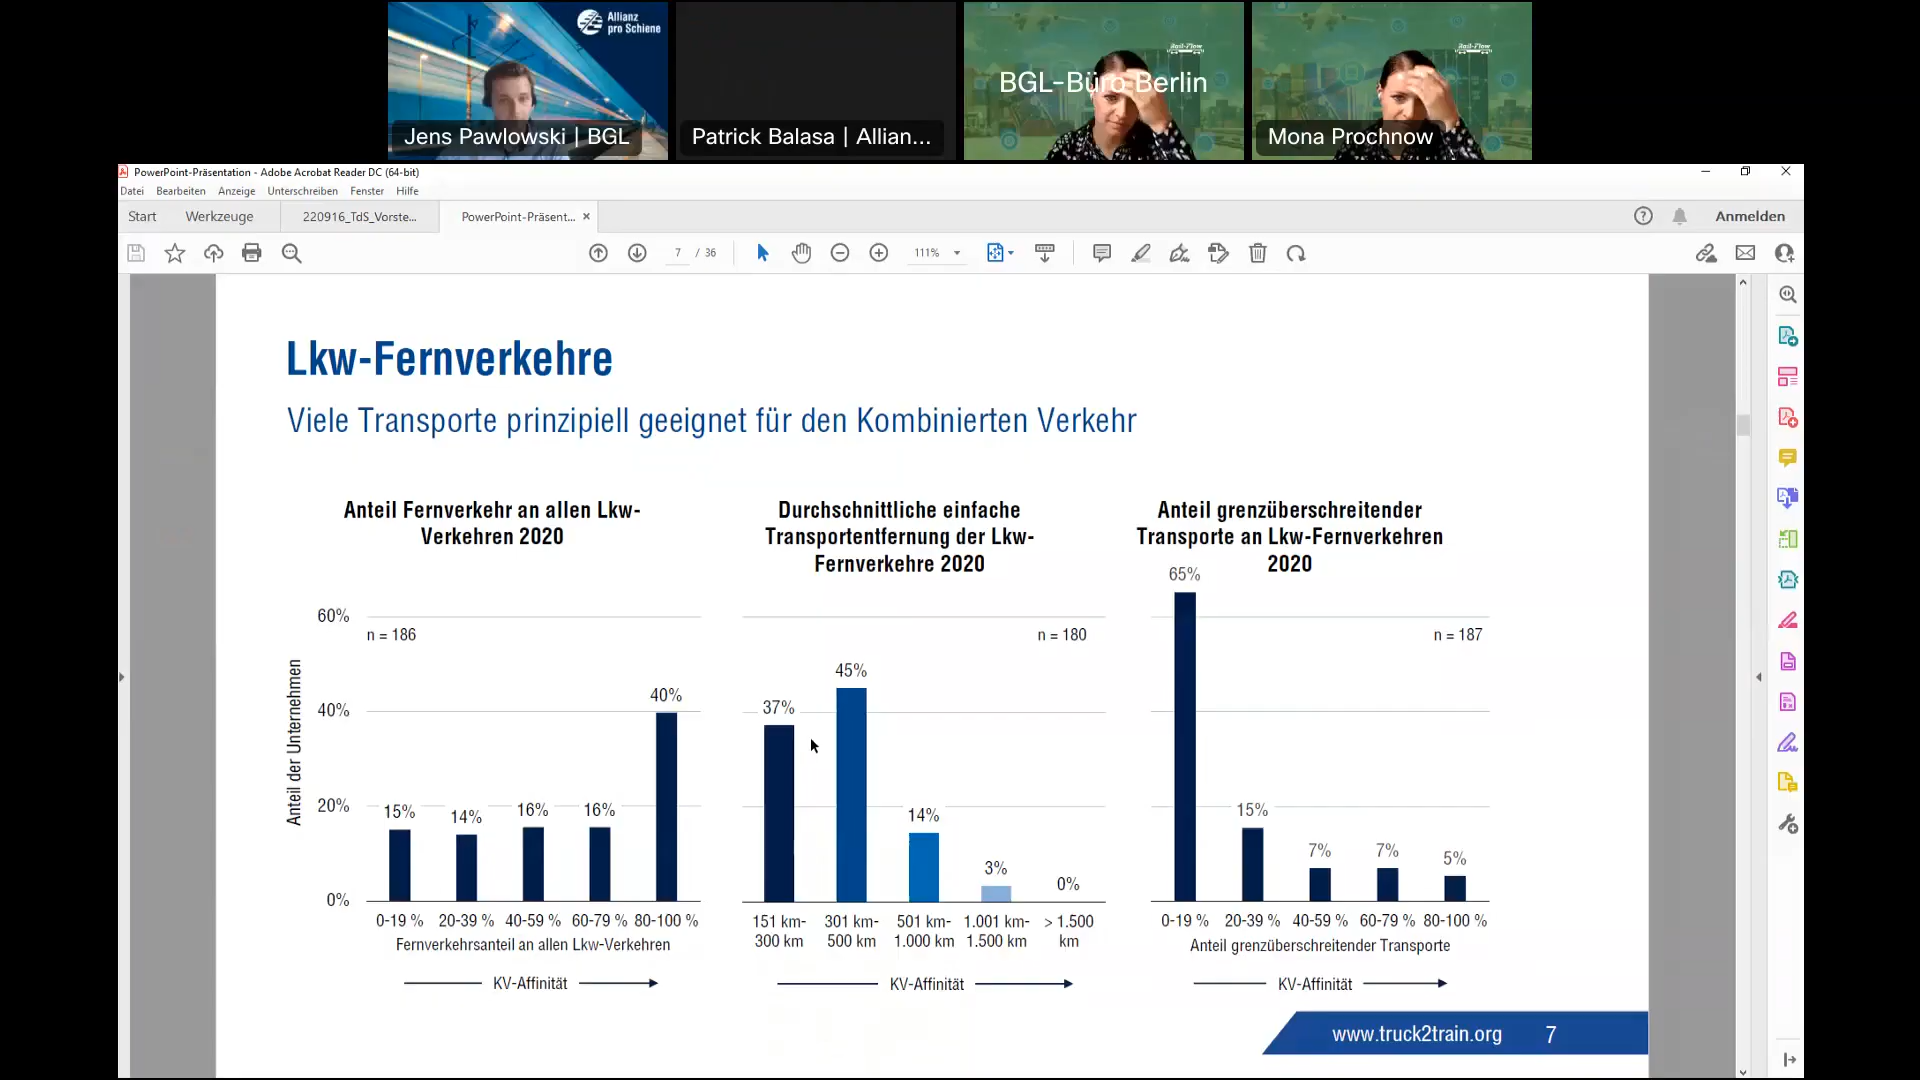 Allianz
pro Schiene
Jens Pawlowski | BGL
Patrick Balasa | Allian...
BGL-Büro Berlin
Rail-Flow
Rail-Flow
Mona Prochnow
PowerPoint-Präsentation - Adobe Acrobat Reader DC (64-bit)
Datei Bearbeiten Anzeige Unterschreiben Fenster Hilfe
Start Werkzeuge 220916_TdS_Vorste... PowerPoint-Präsent... × Anmelden
7 / 36 111%
Lkw-Fernverkehre
Viele Transporte prinzipiell geeignet für den Kombinierten Verkehr
Anteil Fernverkehr an allen Lkw-
Verkehren 2020
60%
40%
20%
0%
Anteil der Unternehmen
n = 186
15% 14% 16% 16% 40%
0-19 % 20-39 % 40-59 % 60-79 % 80-100 %
Fernverkehrsanteil an allen Lkw-Verkehren
KV-Affinität
Durchschnittliche einfache
Transportentfernung der Lkw-
Fernverkehre 2020
n = 180
37% 45% 14% 3% 0%
151 km- 301 km- 501 km- 1.001 km- > 1.500
300 km 500 km 1.000 km 1.500 km km
KV-Affinität
Anteil grenzüberschreitender
Transporte an Lkw-Fernverkehren
2020
n = 187
65% 15% 7% 7% 5%
0-19 % 20-39 % 40-59 % 60-79 % 80-100 %
Anteil grenzüberschreitender Transporte
KV-Affinität
www.truck2train.org 7